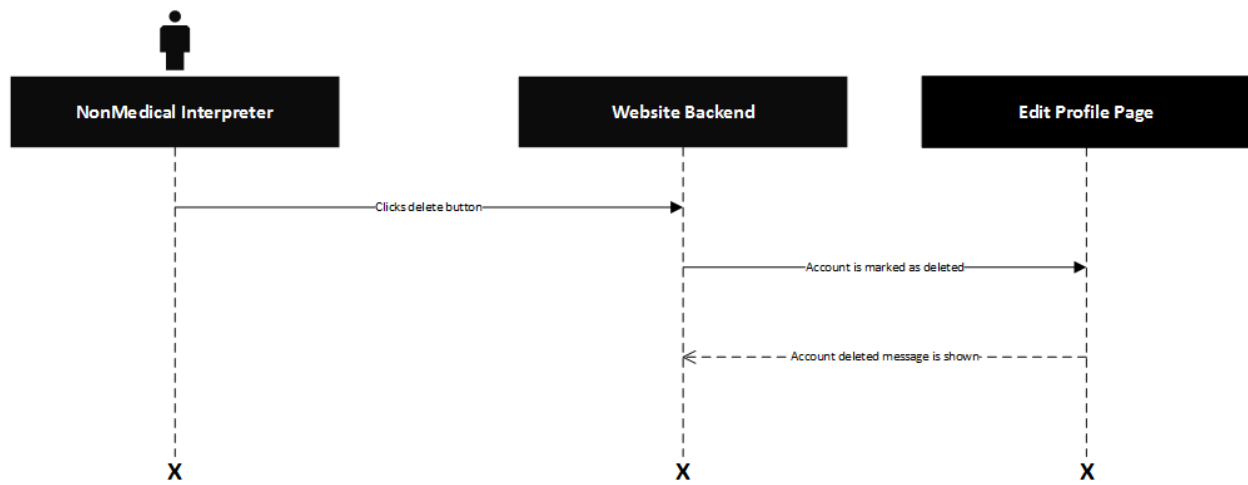 NonMedical Interpreter
Website Backend
Edit Profile Page
Clicks delete button
Account is marked as deleted
Account deleted message is shown
X
X
X